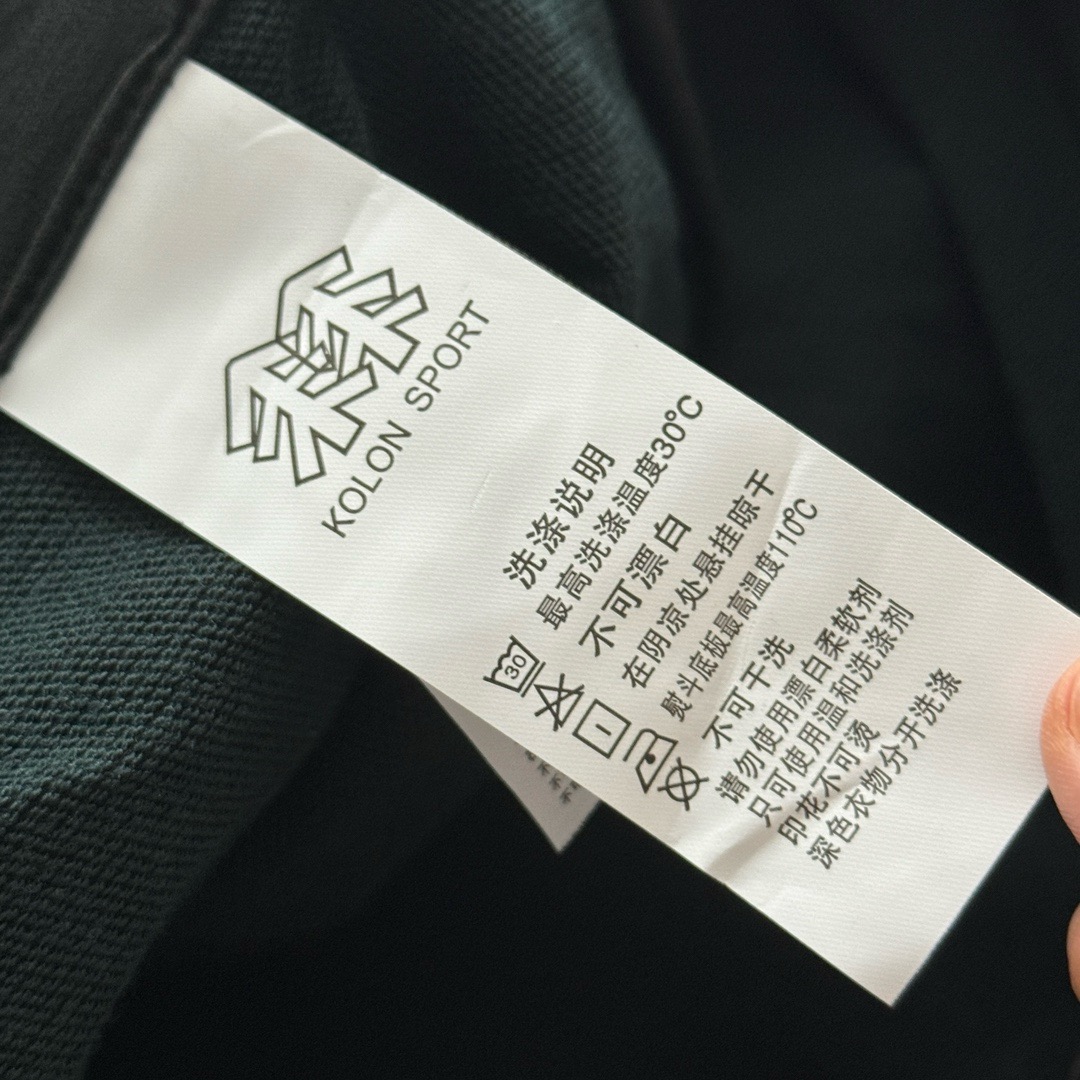 KOLON SPORT
洗涤说明
最高洗涤温度30℃
不可漂白
在阴凉处悬挂晾干
熨斗底板最高温度110℃
不可干洗
请勿使用漂白柔软剂
只可使用温和洗涤剂
印花不可烫
深色衣物分开洗涤
30